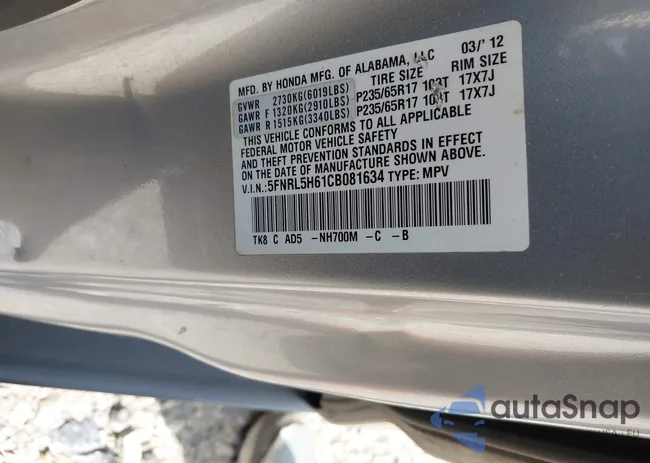 MFD. BY HONDA MFG. OF ALABAMA, LLC 03/'12
TIRE SIZE RIM SIZE
GVWR 2730KG(6019LBS)
GAWR F 1320KG(2910LBS) P235/65R17 103T 17X7J
GAWR R 1515KG(3340LBS) P235/65R17 103T 17X7J
THIS VEHICLE CONFORMS TO ALL APPLICABLE
FEDERAL MOTOR VEHICLE SAFETY
AND THEFT PREVENTION STANDARDS IN EFFECT
ON THE DATE OF MANUFACTURE SHOWN ABOVE.
V.I.N.: 5FNRL5H61CB081634 TYPE: MPV
TK8 C AD5 -NH700M -C -B
autoSnap